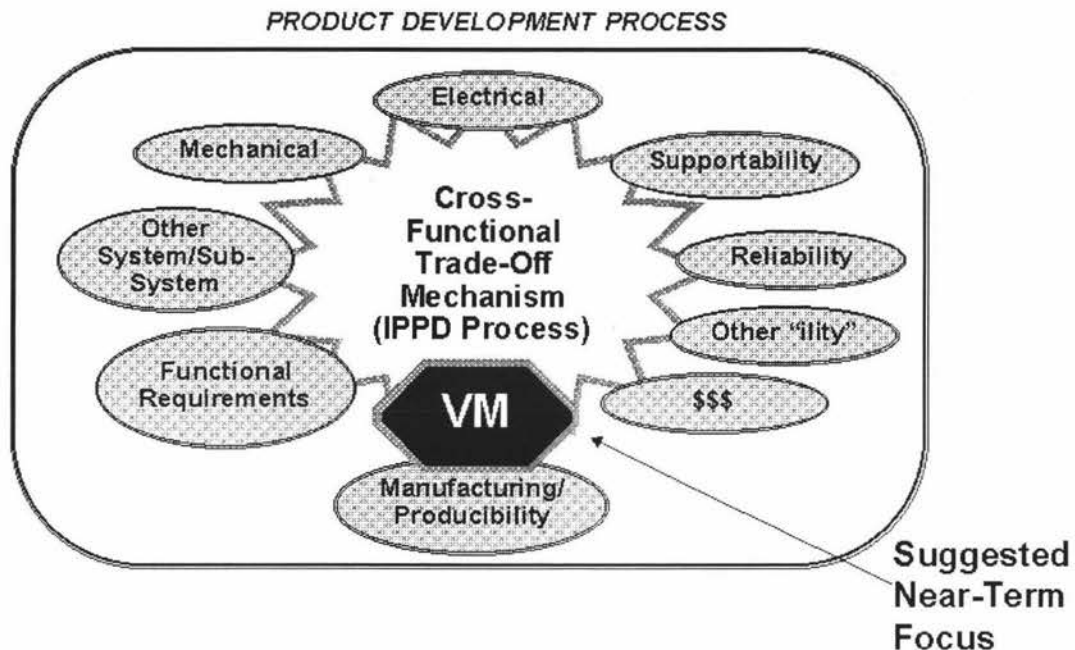 PRODUCT DEVELOPMENT PROCESS
Electrical
Mechanical
Supportability
Cross-
Functional
Trade-Off
Mechanism
(IPPD Process)
Other
System/Sub-
System
Reliability
Other "ility"
Functional
Requirements
$$$
VM
Manufacturing/
Producibility
Suggested
Near-Term
Focus